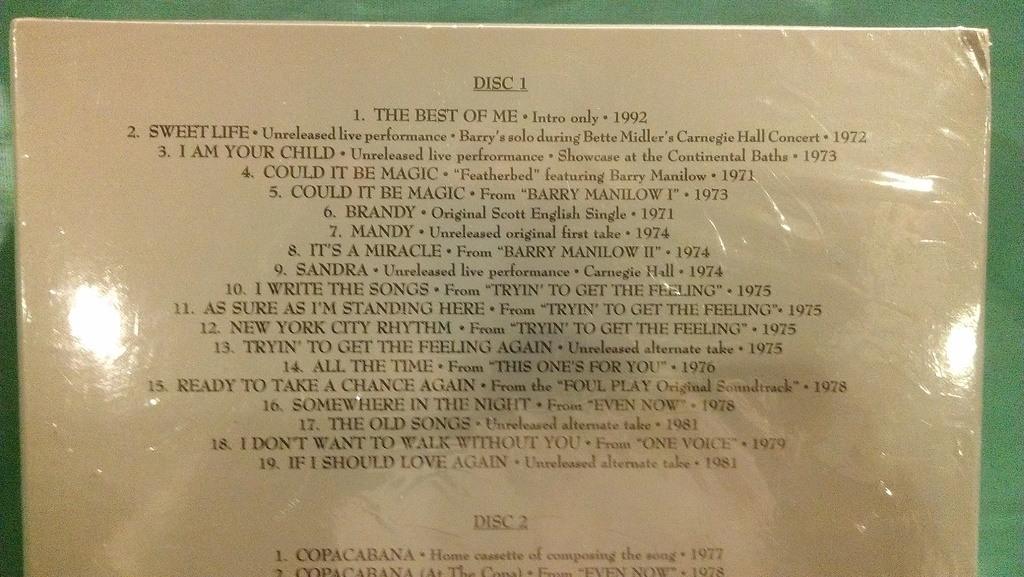 DISC 1
1. THE BEST OF ME • Intro only • 1992
2. SWEET LIFE • Unreleased live performance • Barry's solo during Bette Midler's Carnegie Hall Concert • 1972
3. I AM YOUR CHILD • Unreleased live perfrormance • Showcase at the Continental Baths • 1973
4. COULD IT BE MAGIC • "Featherbed" featuring Barry Manilow • 1971
5. COULD IT BE MAGIC • From "BARRY MANILOW I" • 1973
6. BRANDY • Original Scott English Single • 1971
7. MANDY • Unreleased original first take • 1974
8. IT'S A MIRACLE • From "BARRY MANILOW II" • 1974
9. SANDRA • Unreleased live performance • Carnegie Hall • 1974
10. I WRITE THE SONGS • From "TRYIN' TO GET THE FEELING" • 1975
11. AS SURE AS I'M STANDING HERE • From "TRYIN' TO GET THE FEELING" • 1975
12. NEW YORK CITY RHYTHM • From "TRYIN' TO GET THE FEELING" • 1975
13. TRYIN' TO GET THE FEELING AGAIN • Unreleased alternate take • 1975
14. ALL THE TIME • From "THIS ONE'S FOR YOU" • 1976
15. READY TO TAKE A CHANCE AGAIN • From the "FOUL PLAY Original Soundtrack" • 1978
16. SOMEWHERE IN THE NIGHT • From "EVEN NOW" • 1978
17. THE OLD SONGS • Unreleased alternate take • 1981
18. I DON'T WANT TO WALK WITHOUT YOU • From "ONE VOICE" • 1979
19. IF I SHOULD LOVE AGAIN • Unreleased alternate take • 1981
DISC 2
1. COPACABANA • Home cassette of composing the song • 1977
2. COPACABANA (At The Copa) • From "EVEN NOW" • 1978